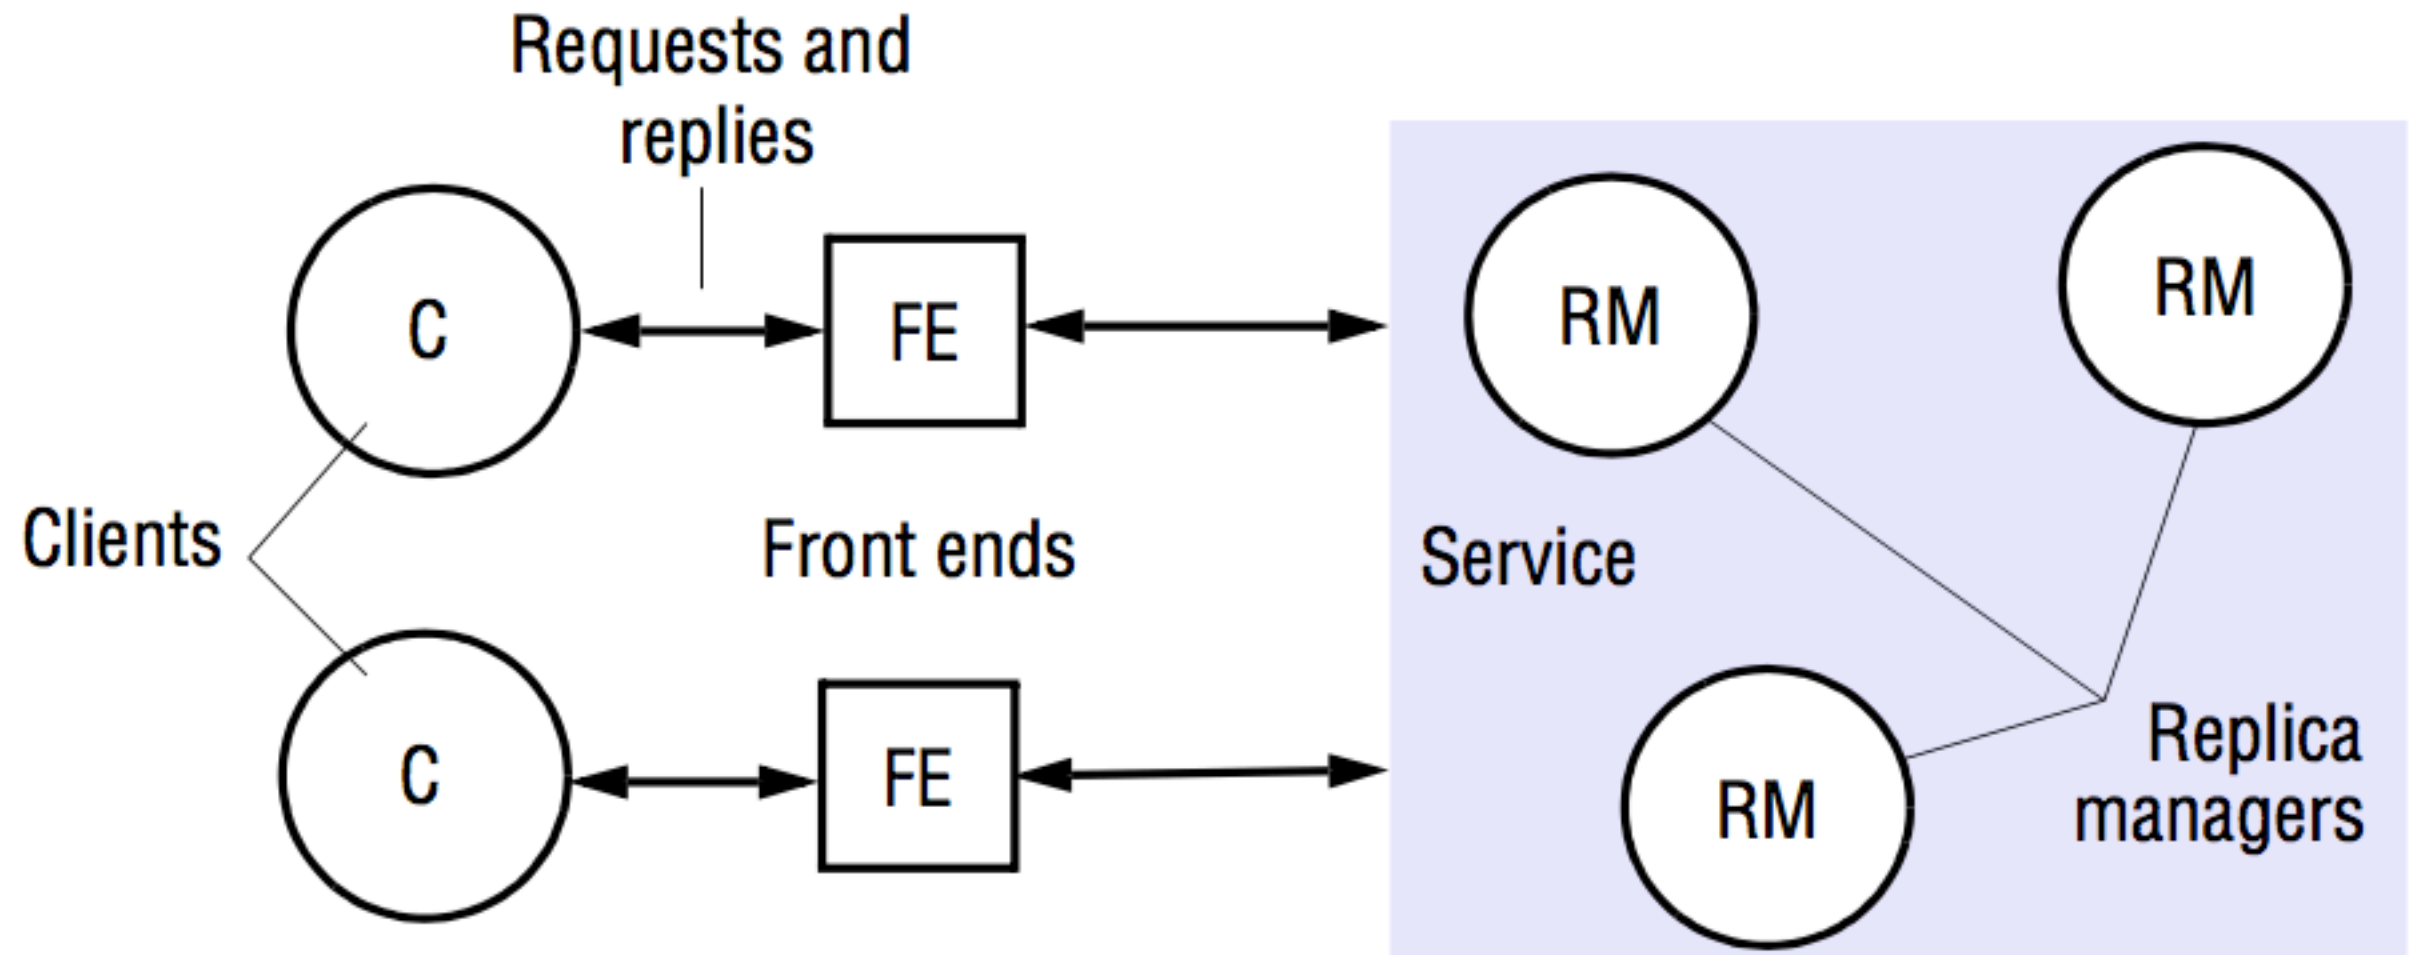 Requests and
replies
C
FE
RM
RM
Clients
Front ends
Service
C
FE
RM
Replica
managers